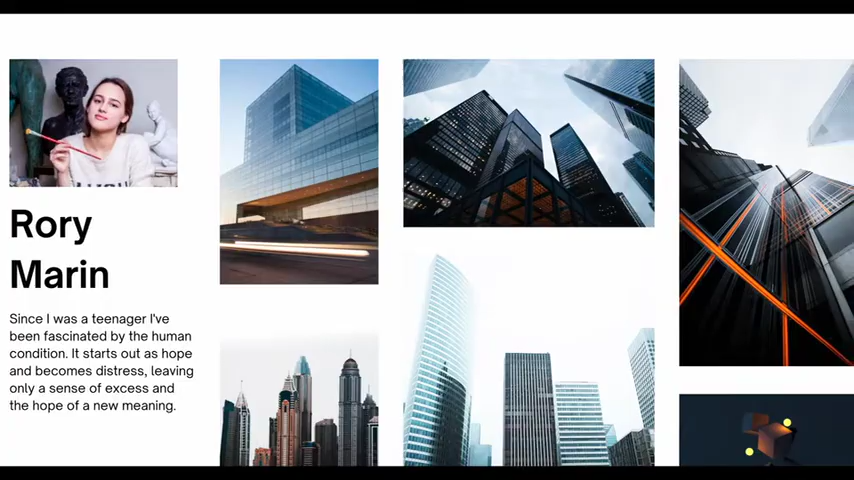 Rory
Marin
Since I was a teenager I've
been fascinated by the human
condition. It starts out as hope
and becomes distress, leaving
only a sense of excess and
the hope of a new meaning.